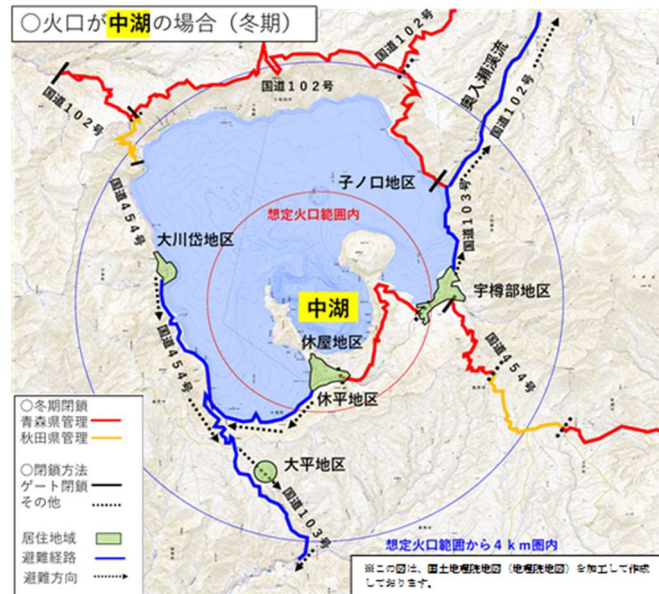 ○火口が中湖の場合(冬期)
国道102号
国道102号
国道102号
奥入瀬渓流
国道102号
子ノ口地区
想定火口範囲内
国道103号
国道454号
大川岱地区
宇樽部地区
中湖
休屋地区
国道454号
国道454号
休平地区
大平地区
国道103号
○冬期閉鎖
青森県管理
秋田県管理
○閉鎖方法
ゲート閉鎖
その他
居住地域
避難経路
避難方向
想定火口範囲から4km圏内
※この図は、国土地理院地図(地理院地図)を加工して作成
しております。